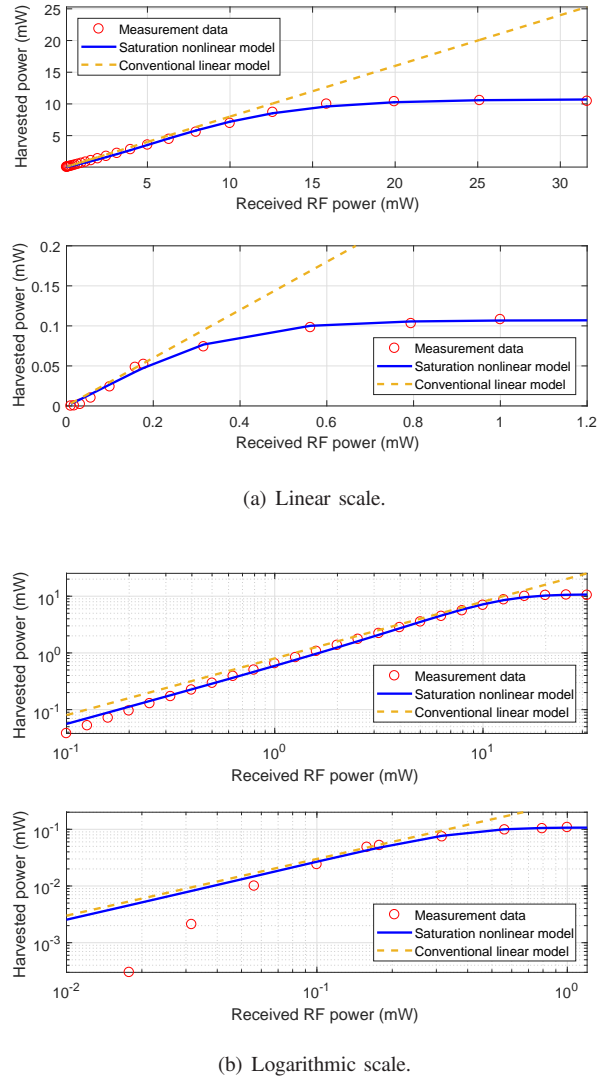 25
20
15
10
5
Harvested power (mW)
Measurement data
Saturation nonlinear model
Conventional linear model
5 10 15 20 25 30
Received RF power (mW)
0.2
0.15
0.1
0.05
0
Harvested power (mW)
Measurement data
Saturation nonlinear model
Conventional linear model
0 0.2 0.4 0.6 0.8 1 1.2
Received RF power (mW)
(a) Linear scale.
10^1
10^0
10^-1
Harvested power (mW)
Measurement data
Saturation nonlinear model
Conventional linear model
10^-1 10^0 10^1
Received RF power (mW)
10^-1
10^-2
10^-3
Harvested power (mW)
Measurement data
Saturation nonlinear model
Conventional linear model
10^-2 10^-1 10^0
Received RF power (mW)
(b) Logarithmic scale.